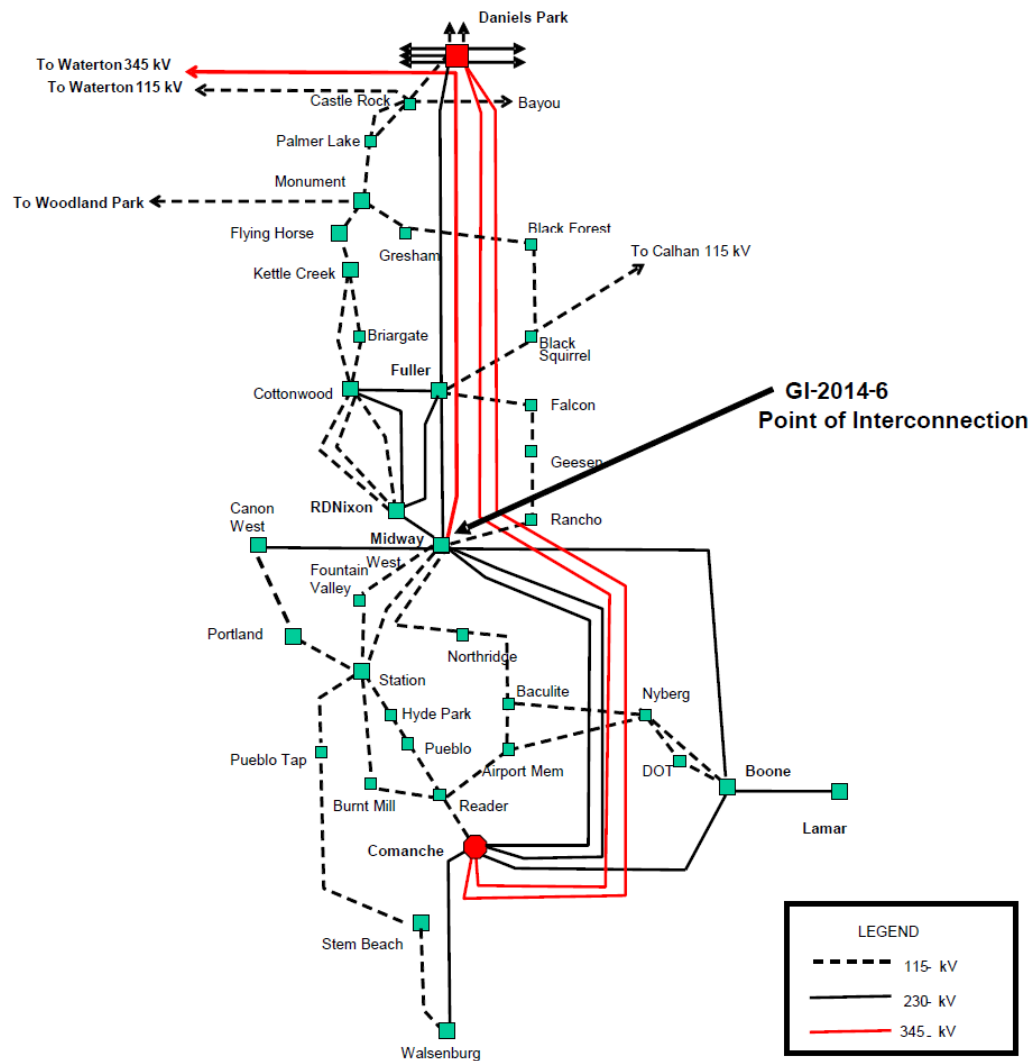 Daniels Park
To Waterton 345 kV
To Waterton 115 kV
Castle Rock
Bayou
Palmer Lake
Monument
To Woodland Park
Flying Horse
Gresham
Black Forest
To Calhan 115 kV
Kettle Creek
Briargate
Black
Squirrel
Fuller
Cottonwood
GI-2014-6
Point of Interconnection
Falcon
Geesen
RDNixon
Canon
West
Rancho
Midway
West
Fountain
Valley
Portland
Northridge
Station
Baculite
Nyberg
Hyde Park
Pueblo
Pueblo Tap
Airport Mem
DOT
Boone
Burnt Mill
Reader
Lamar
Comanche
Stem Beach
Walsenburg
LEGEND
115- kV
230- kV
345- kV